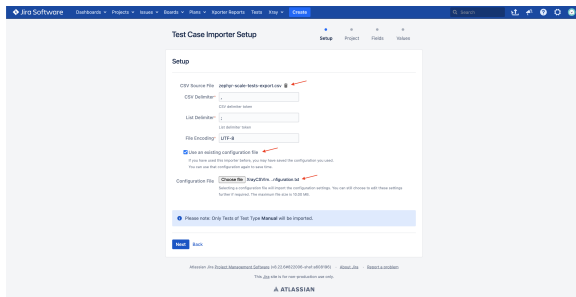 Jira Software Dashboards Projects Issues Boards Plans Xporter Reports Tests Xray Create Search
Test Case Importer Setup
Setup Project Fields Values
Setup
CSV Source File zephyr-scale-tests-export.csv
CSV Delimiter* ,
CSV delimiter token
List Delimiter* ;
List delimiter token
File Encoding* UTF-8
Use an existing configuration file
If you have used this importer before, you may have saved the configuration you used.
You can use that configuration again to save time.
Configuration File Choose file XrayCSVIm...nfiguration.txt
Selecting a configuration file will import the configuration settings. You can still choose to edit these settings
further if required. The maximum file size is 10.00 MB.
Please note: Only Tests of Test Type Manual will be imported.
Next Back
Atlassian Jira Project Management Software · About Jira · Report a problem
This Jira site is for non-production use only.
ATLASSIAN